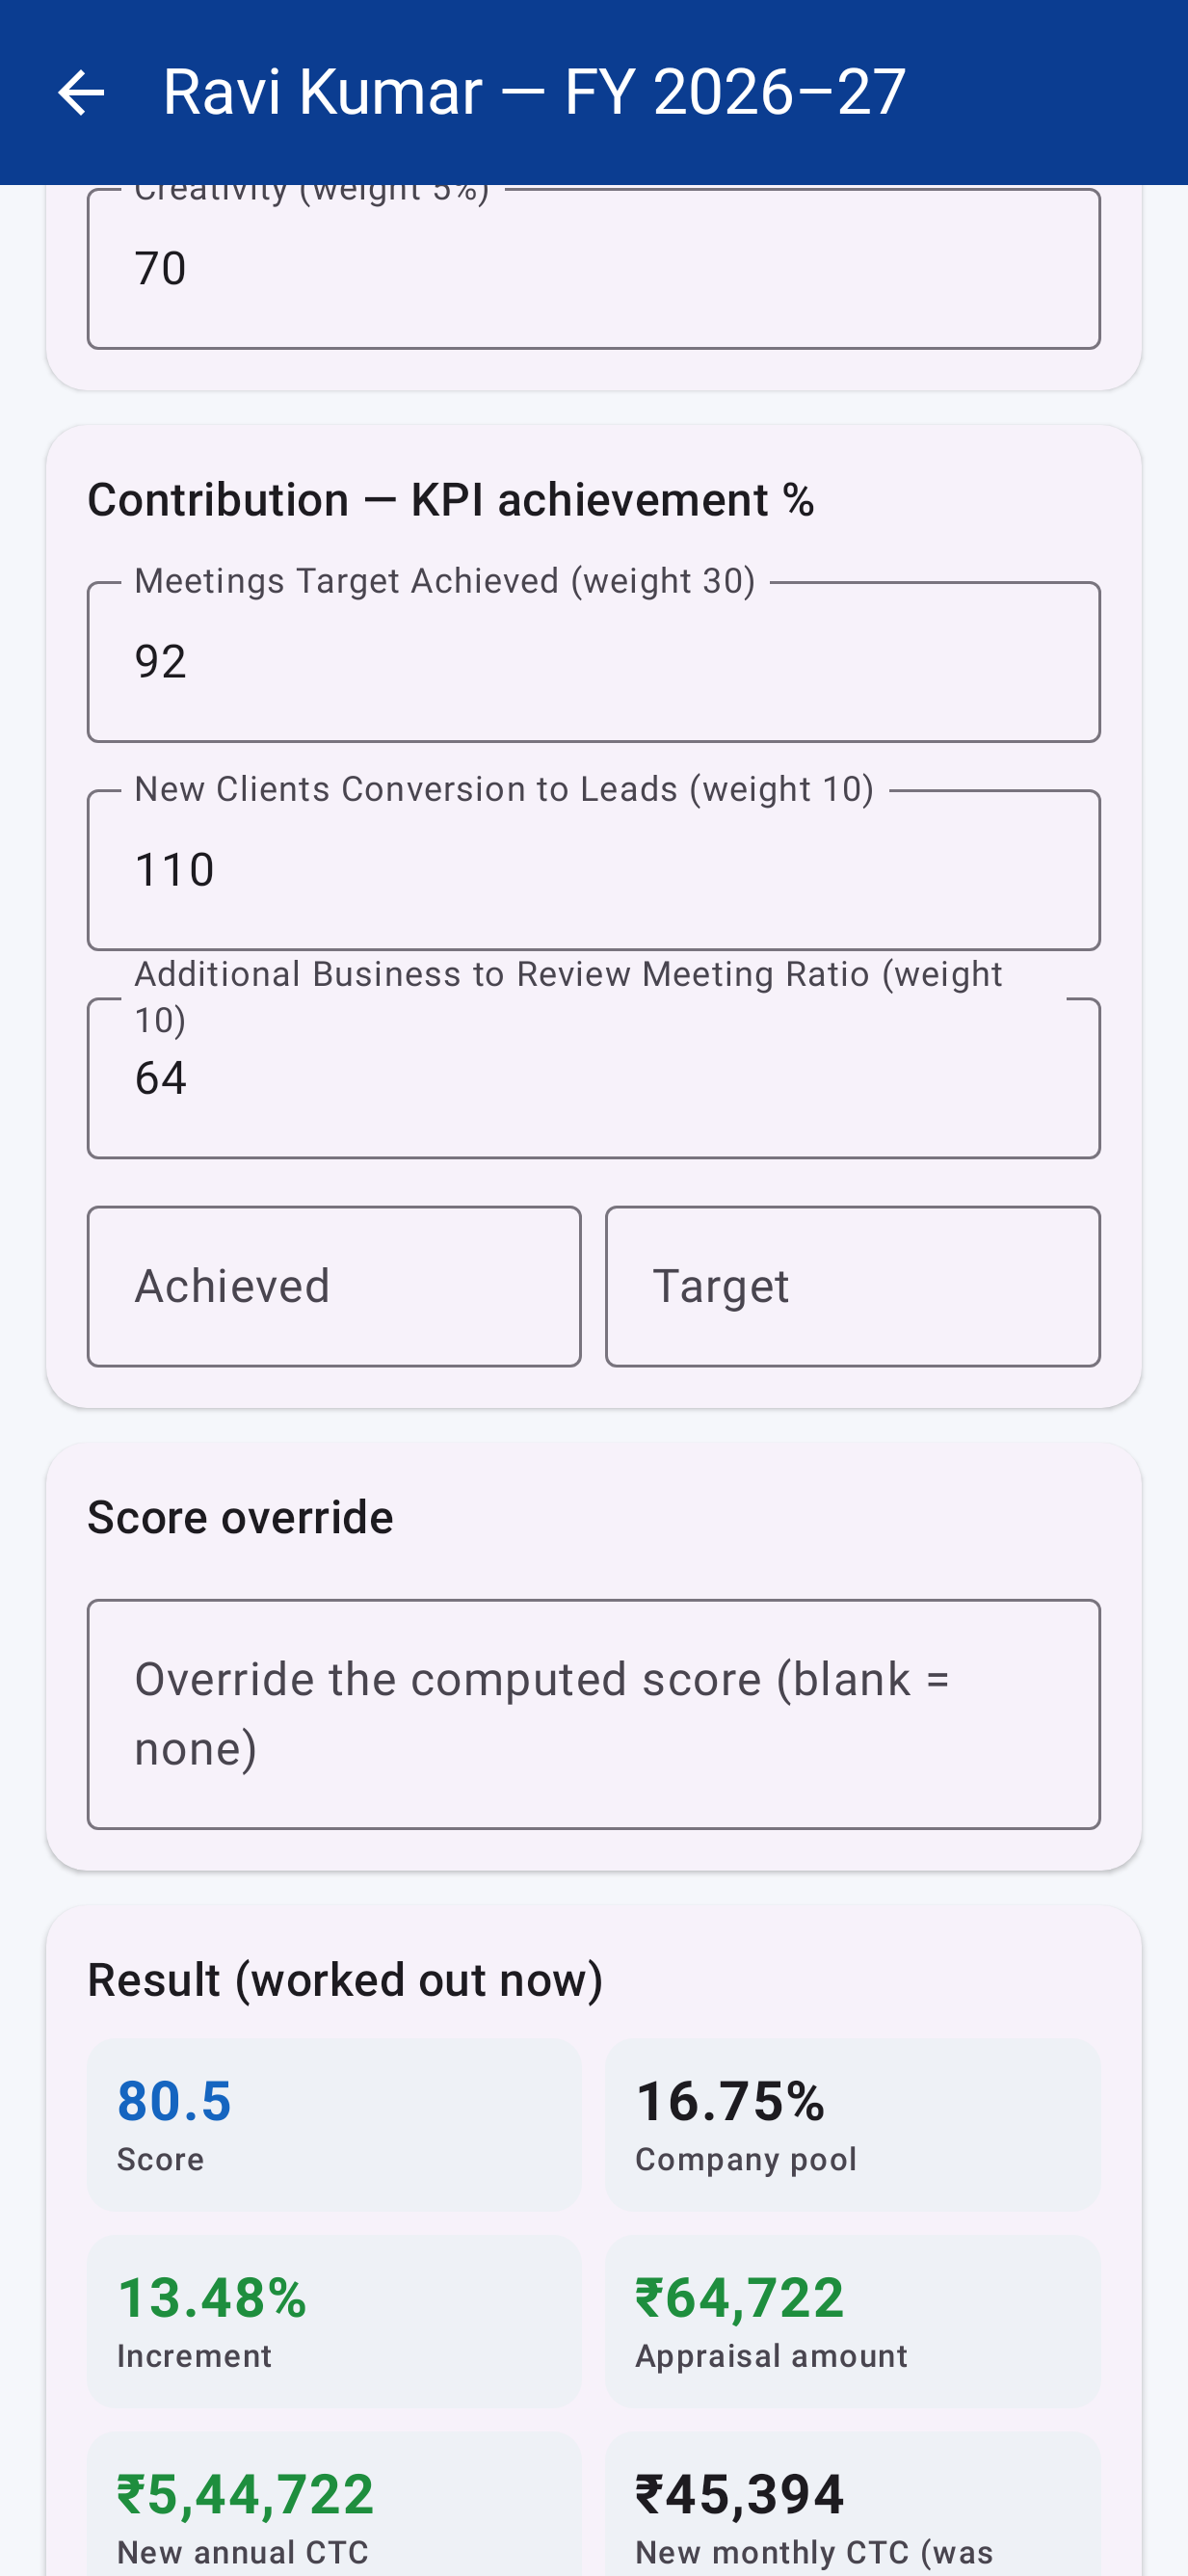 Ravi Kumar — FY 2026–27
Creativity (weight 5%)
70
Contribution — KPI achievement %
Meetings Target Achieved (weight 30)
92
New Clients Conversion to Leads (weight 10)
110
Additional Business to Review Meeting Ratio (weight
10)
64
Achieved
Target
Score override
Override the computed score (blank =
none)
Result (worked out now)
80.5
Score
16.75%
Company pool
13.48%
Increment
₹64,722
Appraisal amount
₹5,44,722
New annual CTC
₹45,394
New monthly CTC (was